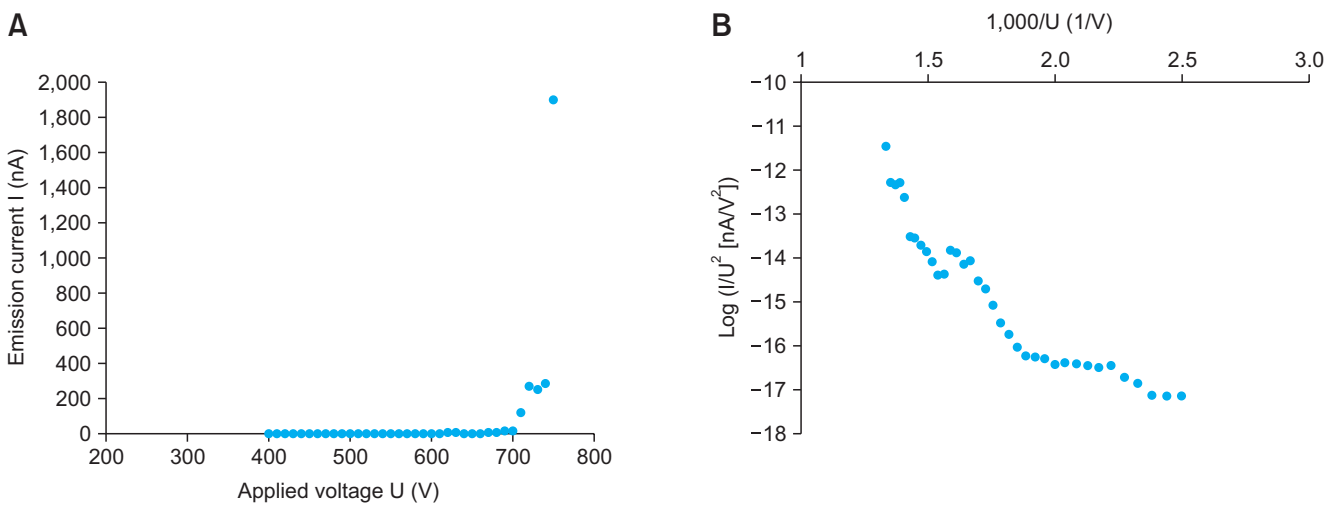 A
2,000
1,800
1,600
1,400
1,200
1,000
800
600
400
200
0
Emission current I (nA)
200 300 400 500 600 700 800
Applied voltage U (V)
B
1,000/U (1/V)
1 1.5 2.0 2.5 3.0
−10
−11
−12
−13
−14
−15
−16
−17
−18
Log (I/U² [nA/V²])